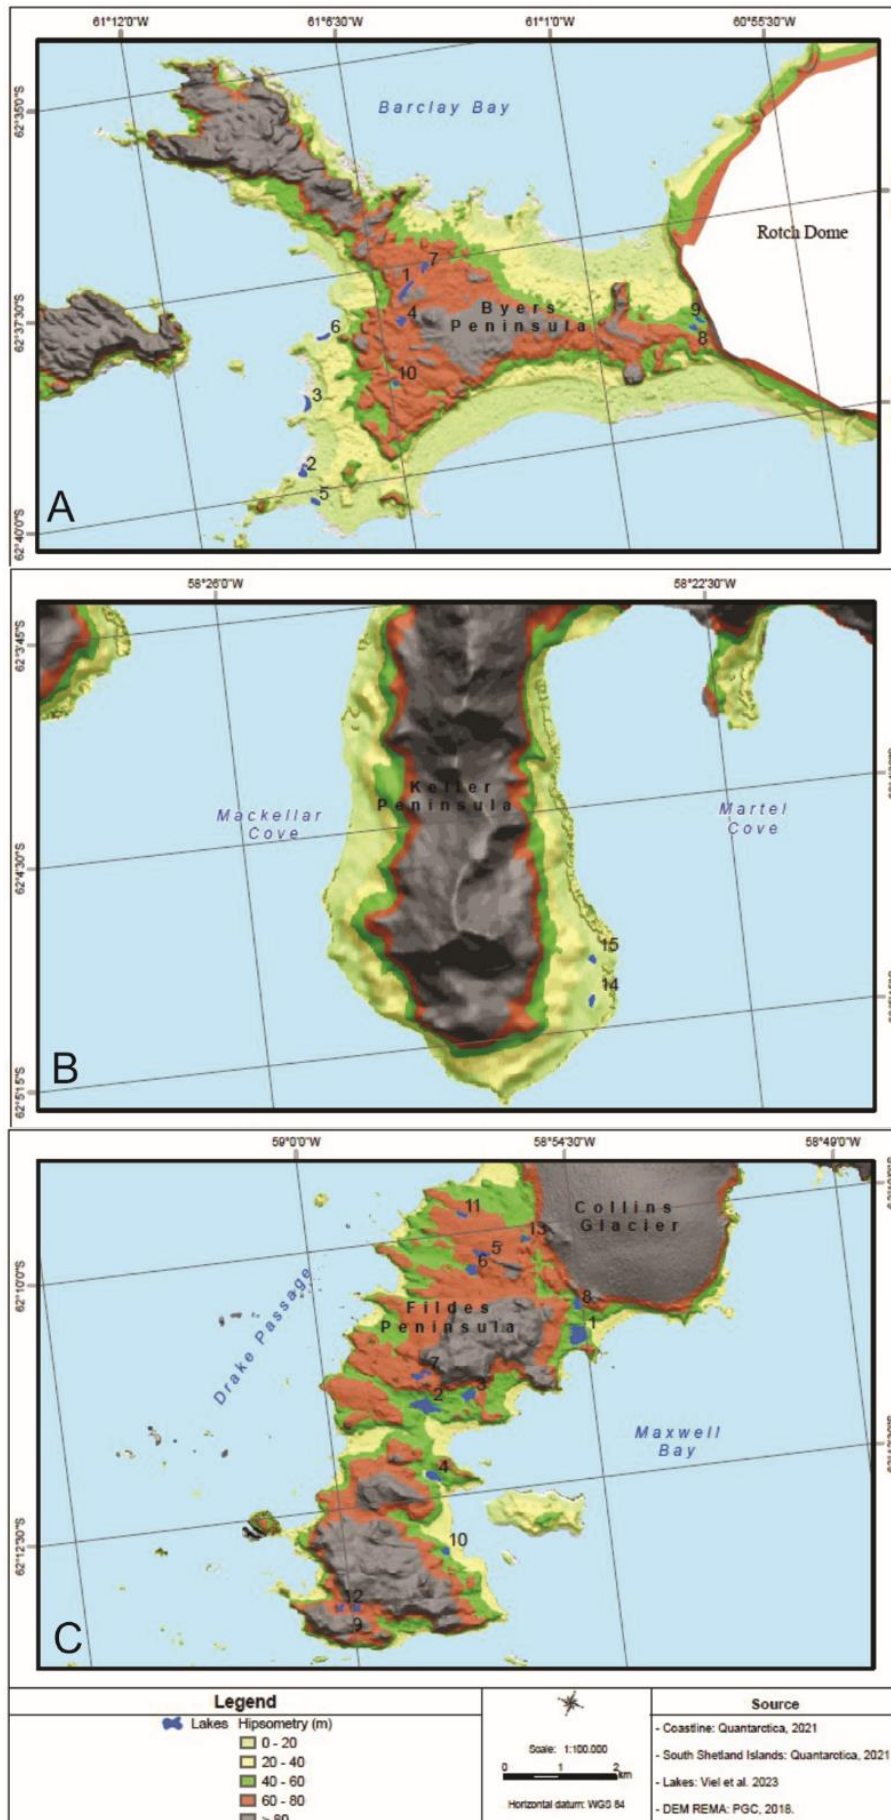 61°12'0"W 61°6'30"W 61°1'0"W 60°55'30"W
62°35'0"S
Barclay Bay
Rotch Dome
7
1
Byers
Peninsula
4
9
8
62°37'30"S
6
10
3
2
5
A
62°40'0"S
58°26'0"W 58°22'30"W
62°3'45"S
Keller
Peninsula
Mackellar
Cove
Martel
Cove
62°4'30"S
15
14
B
62°5'15"S
59°0'0"W 58°54'30"W 58°49'0"W
Collins
Glacier
11
13
5
6
62°10'0"S
Drake Passage
8
Fildes
Peninsula
1
7
3
2
Maxwell
Bay
4
10
62°12'30"S
12
9
C
Legend
Lakes Hipsometry (m)
0 - 20
20 - 40
40 - 60
60 - 80
> 80
Scale: 1:100.000
0 1 2
km
Horizontal datum: WGS 84
Source
- Coastline: Quantarctica, 2021
- South Shetland Islands: Quantarctica, 2021
- Lakes: Viel et al. 2023
- DEM REMA: PGC, 2018.